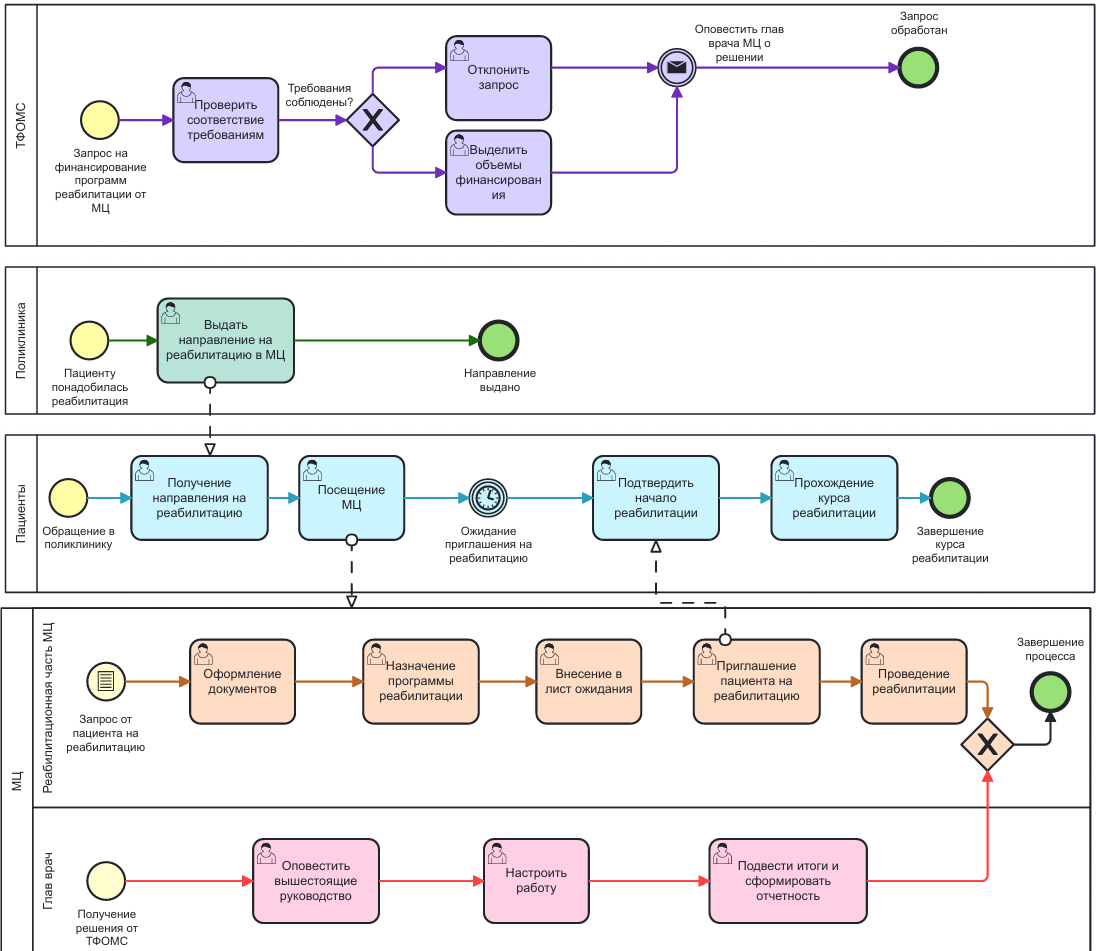 ТФОМС
Запрос на
финансирование
программ
реабилитации от
МЦ
Проверить
соответствие
требованиям
Требования
соблюдены?
Отклонить
запрос
Выделить
объемы
финансирован
ия
Оповестить глав
врача МЦ о
решении
Запрос
обработан
Поликлиника
Пациенту
понадобилась
реабилитация
Выдать
направление на
реабилитацию в МЦ
Направление
выдано
Пациенты
Обращение в
поликлинику
Получение
направления на
реабилитацию
Посещение
МЦ
Ожидание
приглашения на
реабилитацию
Подтвердить
начало
реабилитации
Прохождение
курса
реабилитации
Завершение
курса
реабилитации
МЦ
Реабилитационная часть МЦ
Запрос от
пациента на
реабилитацию
Оформление
документов
Назначение
программы
реабилитации
Внесение в
лист ожидания
Приглашение
пациента на
реабилитацию
Проведение
реабилитации
Завершение
процесса
Глав врач
Получение
решения от
ТФОМС
Оповестить
вышестоящие
руководство
Настроить
работу
Подвести итоги и
сформировать
отчетность